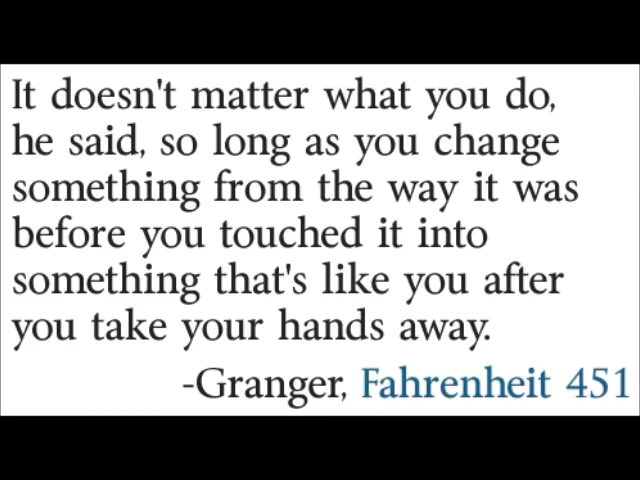 It doesn't matter what you do,
he said, so long as you change
something from the way it was
before you touched it into
something that's like you after
you take your hands away.
-Granger, Fahrenheit 451